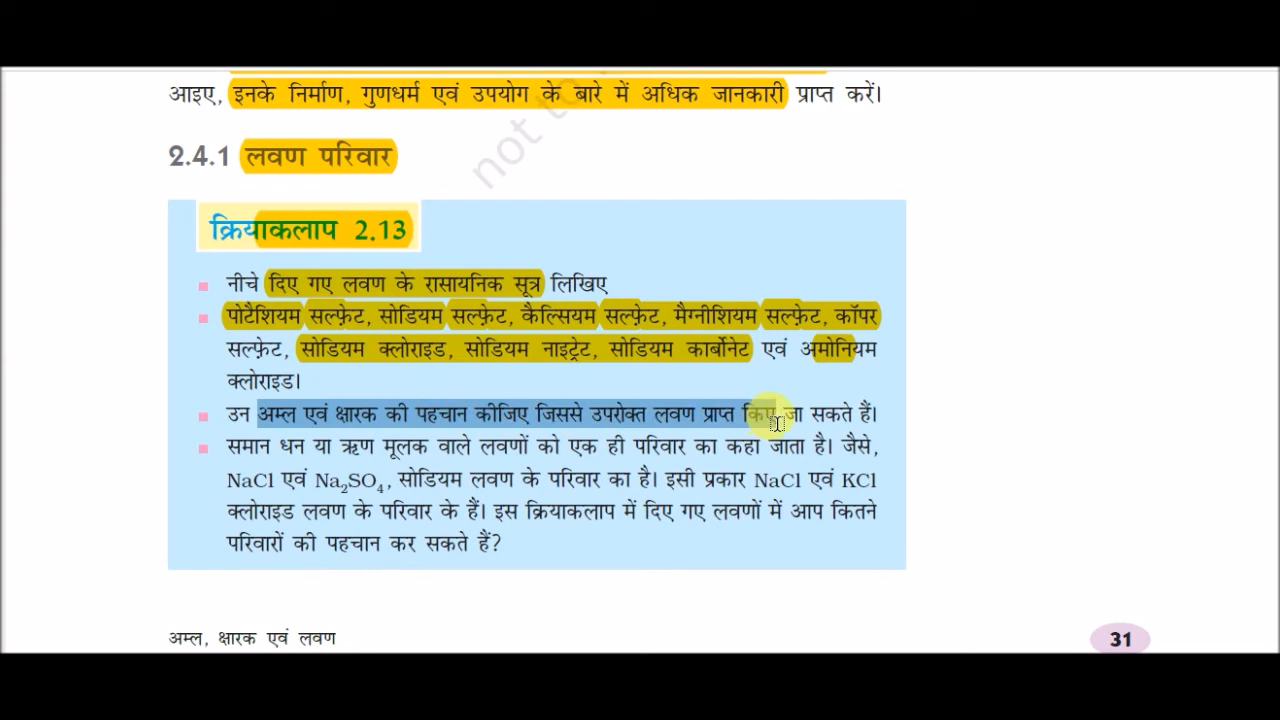 आइए, इनके निर्माण, गुणधर्म एवं उपयोग के बारे में अधिक जानकारी प्राप्त करें।
not to
2.4.1 लवण परिवार
क्रियाकलाप 2.13
नीचे दिए गए लवण के रासायनिक सूत्र लिखिए
पोटैशियम सल्फ़ेट, सोडियम सल्फ़ेट, कैल्सियम सल्फ़ेट, मैग्नीशियम सल्फ़ेट, कॉपर
सल्फ़ेट, सोडियम क्लोराइड, सोडियम नाइट्रेट, सोडियम कार्बोनेट एवं अमोनियम
क्लोराइड।
उन अम्ल एवं क्षारक की पहचान कीजिए जिससे उपरोक्त लवण प्राप्त किए जा सकते हैं।
समान धन या ऋण मूलक वाले लवणों को एक ही परिवार का कहा जाता है। जैसे,
NaCl एवं Na₂SO₄, सोडियम लवण के परिवार का है। इसी प्रकार NaCl एवं KCl
क्लोराइड लवण के परिवार के हैं। इस क्रियाकलाप में दिए गए लवणों में आप कितने
परिवारों की पहचान कर सकते हैं?
अम्ल, क्षारक एवं लवण
31